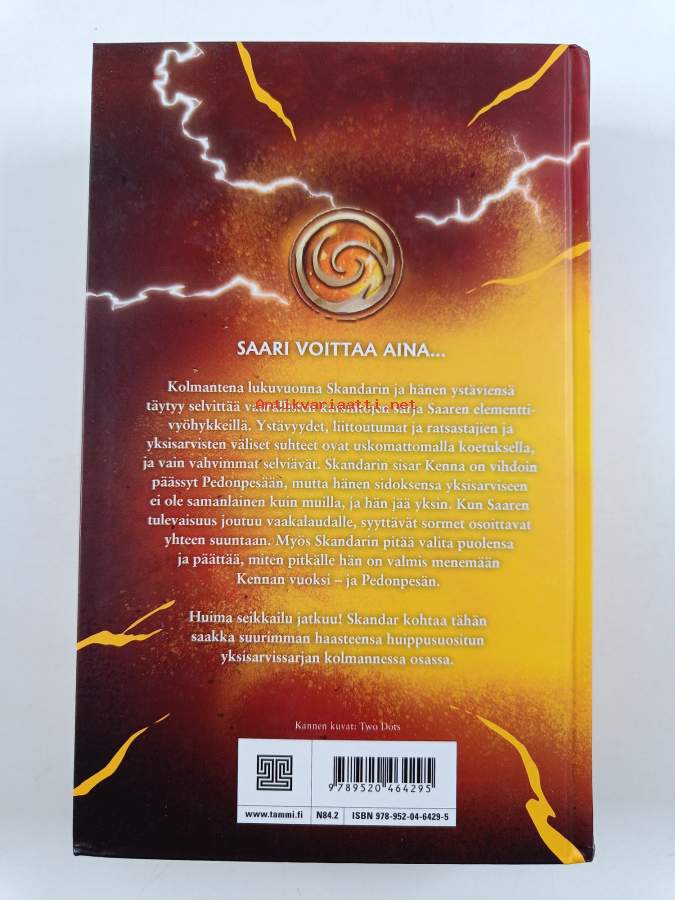 SAARI VOITTAA AINA...
Kolmantena lukuvuonna Skandarin ja hänen ystäviensä
täytyy selvittää vaarallisten karsintojen sarja Saaren elementti-
Antikvariaatti.net
vyöhykkeillä. Ystävyydet, liittoutumat ja ratsastajien ja
yksisarvisten väliset suhteet ovat uskomattomalla koetuksella,
ja vain vahvimmat selviävät. Skandarin sisar Kenna on vihdoin
päässyt Pedonpesään, mutta hänen sidoksensa yksisarviseen
ei ole samanlainen kuin muilla, ja hän jää yksin. Kun Saaren
tulevaisuus joutuu vaakalaudalle, syyttävät sormet osoittavat
yhteen suuntaan. Myös Skandarin pitää valita puolensa
ja päättää, miten pitkälle hän on valmis menemään
Kennan vuoksi – ja Pedonpesän.
Huima seikkailu jatkuu! Skandar kohtaa tähän
saakka suurimman haasteensa huippusuositun
yksisarvissarjan kolmannessa osassa.
Kannen kuvat: Two Dots
9 789520 464295
www.tammi.fi N84.2 ISBN 978-952-04-6429-5